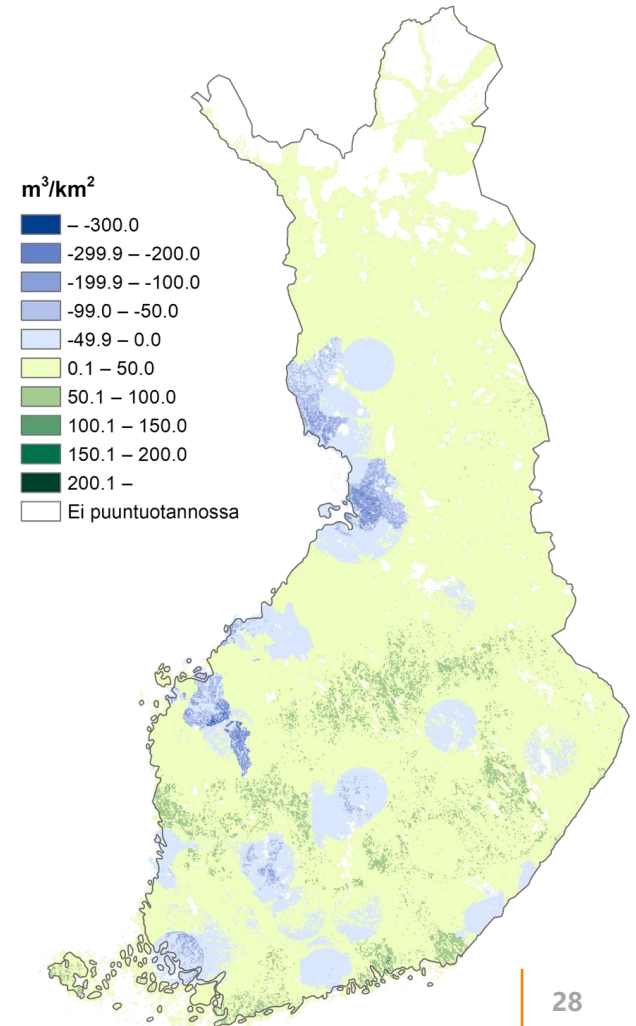 m³/km²
– -300.0
-299.9 – -200.0
-199.9 – -100.0
-99.0 – -50.0
-49.9 – 0.0
0.1 – 50.0
50.1 – 100.0
100.1 – 150.0
150.1 – 200.0
200.1 –
Ei puuntuotannossa
28